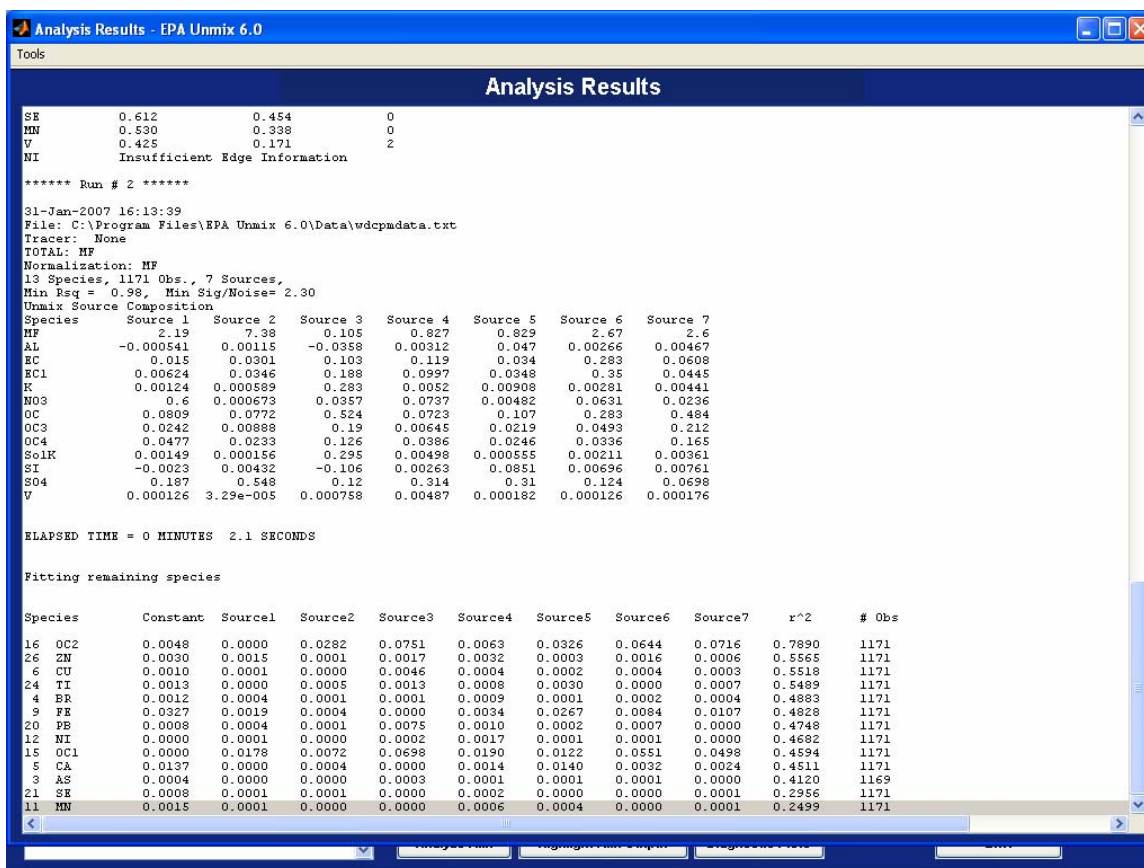 Analysis Results - EPA Unmix 6.0
Tools
Analysis Results
SE 0.612 0.454 0
MN 0.530 0.338 0
V 0.425 0.171 2
NI Insufficient Edge Information
****** Run # 2 ******
31-Jan-2007 16:13:39
File: C:\Program Files\EPA Unmix 6.0\Data\wdcpmdata.txt
Tracer: None
TOTAL: MF
Normalization: MF
13 Species, 1171 Obs., 7 Sources,
Min Rsq = 0.98, Min Sig/Noise= 2.30
Unmix Source Composition
Species Source 1 Source 2 Source 3 Source 4 Source 5 Source 6 Source 7
MF 2.19 7.38 0.105 0.827 0.829 2.67 2.6
AL -0.000541 0.00115 -0.0358 0.00312 0.047 0.00266 0.00467
EC 0.015 0.0301 0.103 0.119 0.034 0.283 0.0608
EC1 0.00624 0.0346 0.188 0.0997 0.0348 0.35 0.0445
K 0.00124 0.000589 0.283 0.0052 0.00908 0.00281 0.00441
NO3 0.6 0.000673 0.0357 0.0737 0.00482 0.0631 0.0236
OC 0.0809 0.0772 0.524 0.0723 0.107 0.283 0.484
OC3 0.0242 0.00888 0.19 0.00645 0.0219 0.0493 0.212
OC4 0.0477 0.0233 0.126 0.0386 0.0246 0.0336 0.165
SolK 0.00149 0.000156 0.295 0.00498 0.000555 0.00211 0.00361
SI -0.0023 0.00432 -0.106 0.00263 0.0851 0.00696 0.00761
SO4 0.187 0.548 0.12 0.314 0.31 0.124 0.0698
V 0.000126 3.29e-005 0.000758 0.00487 0.000182 0.000126 0.000176
ELAPSED TIME = 0 MINUTES 2.1 SECONDS
Fitting remaining species
Species Constant Source1 Source2 Source3 Source4 Source5 Source6 Source7 r^2 # Obs
16 OC2 0.0048 0.0000 0.0282 0.0751 0.0063 0.0326 0.0644 0.0716 0.7890 1171
26 ZN 0.0030 0.0015 0.0001 0.0017 0.0032 0.0003 0.0016 0.0006 0.5565 1171
6 CU 0.0010 0.0001 0.0000 0.0046 0.0004 0.0002 0.0004 0.0003 0.5518 1171
24 TI 0.0013 0.0000 0.0005 0.0013 0.0008 0.0030 0.0000 0.0007 0.5489 1171
4 BR 0.0012 0.0004 0.0001 0.0001 0.0009 0.0001 0.0002 0.0004 0.4883 1171
9 FE 0.0327 0.0019 0.0004 0.0000 0.0034 0.0267 0.0084 0.0107 0.4828 1171
20 PB 0.0008 0.0004 0.0001 0.0075 0.0010 0.0002 0.0007 0.0000 0.4748 1171
12 NI 0.0000 0.0001 0.0000 0.0002 0.0017 0.0001 0.0001 0.0000 0.4682 1171
15 OC1 0.0000 0.0178 0.0072 0.0698 0.0190 0.0122 0.0551 0.0498 0.4594 1171
5 CA 0.0137 0.0000 0.0004 0.0000 0.0014 0.0140 0.0032 0.0024 0.4511 1171
3 AS 0.0004 0.0000 0.0000 0.0003 0.0001 0.0001 0.0001 0.0000 0.4120 1169
21 SE 0.0008 0.0001 0.0001 0.0000 0.0002 0.0000 0.0000 0.0001 0.2956 1171
11 MN 0.0015 0.0001 0.0000 0.0000 0.0006 0.0004 0.0000 0.0001 0.2499 1171